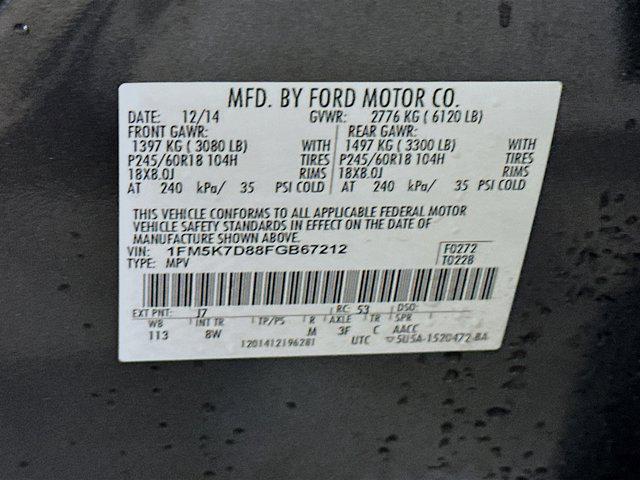 MFD. BY FORD MOTOR CO.
DATE: 12/14 GVWR: 2776 KG ( 6120 LB)
FRONT GAWR: REAR GAWR:
1397 KG ( 3080 LB) WITH 1497 KG ( 3300 LB) WITH
P245/60R18 104H TIRES P245/60R18 104H TIRES
18X8.0J RIMS 18X8.0J RIMS
AT 240 kPa/ 35 PSI COLD AT 240 kPa/ 35 PSI COLD
THIS VEHICLE CONFORMS TO ALL APPLICABLE FEDERAL MOTOR
VEHICLE SAFETY STANDARDS IN EFFECT ON THE DATE OF
MANUFACTURE SHOWN ABOVE.
VIN: 1FM5K7D88FGB67212 F0272
TYPE: MPV T0228
EXT PNT: J7 RC: 53 DSO:
WB INT TR TP/PS R AXLE TR SPR
113 8W M 3F C AACC
1201412196281 UTC 5U5A-1520472-BA